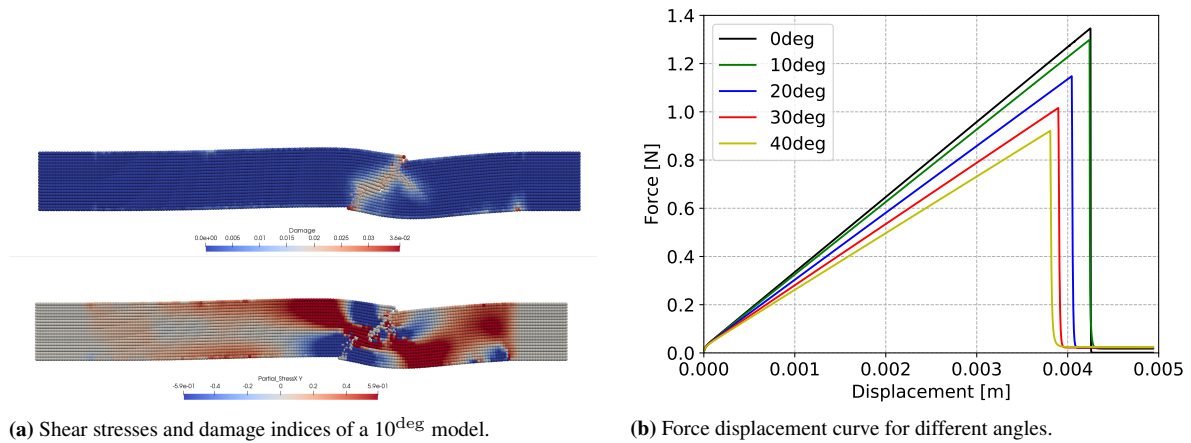 Damage
0.0e+00 0.005 0.01 0.015 0.02 0.025 0.03 3.6e-02
Partial_StressX Y
-5.9e-01 -0.4 -0.2 0 0.2 0.4 5.9e-01
(a) Shear stresses and damage indices of a 10deg model.
1.4
1.2
1.0
0.8
0.6
0.4
0.2
0.0
Force [N]
0deg
10deg
20deg
30deg
40deg
0.000 0.001 0.002 0.003 0.004 0.005
Displacement [m]
(b) Force displacement curve for different angles.